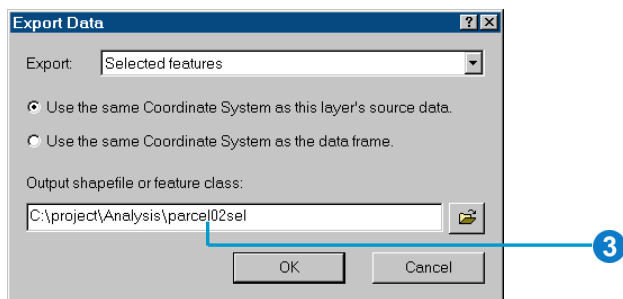 Export Data
Export: Selected features
Use the same Coordinate System as this layer's source data.
Use the same Coordinate System as the data frame.
Output shapefile or feature class:
C:\project\Analysis\parcel02sel
3
OK Cancel